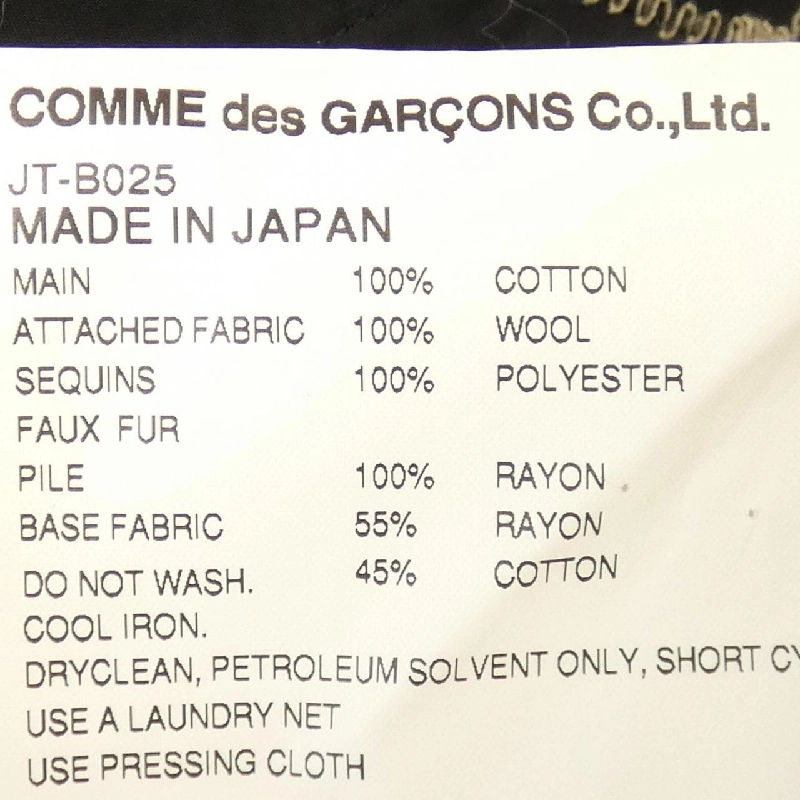 COMME des GARÇONS Co.,Ltd.
JT-B025
MADE IN JAPAN
MAIN 100% COTTON
ATTACHED FABRIC 100% WOOL
SEQUINS 100% POLYESTER
FAUX FUR
PILE 100% RAYON
BASE FABRIC 55% RAYON
45% COTTON
DO NOT WASH.
COOL IRON.
DRYCLEAN, PETROLEUM SOLVENT ONLY, SHORT
USE A LAUNDRY NET
USE PRESSING CLOTH